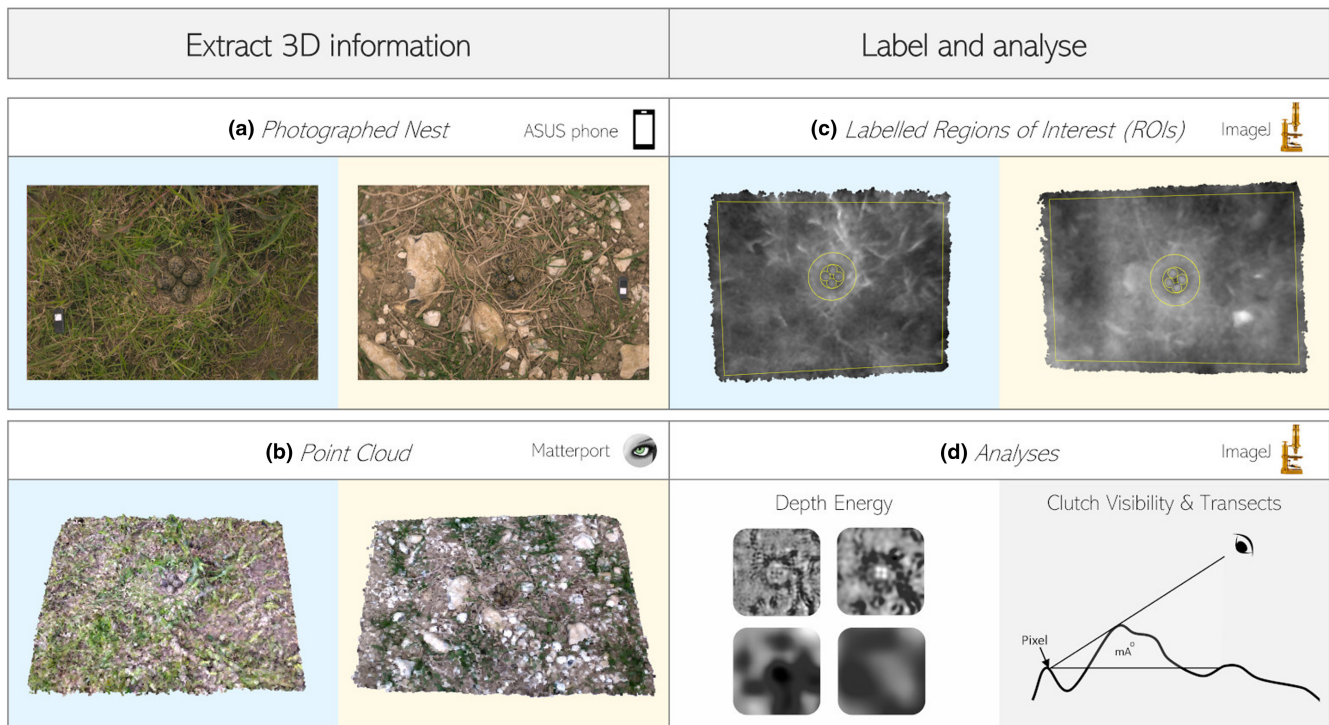 Extract 3D information
Label and analyse
(a) Photographed Nest
ASUS phone
(c) Labelled Regions of Interest (ROIs)
ImageJ
(b) Point Cloud
Matterport
(d) Analyses
ImageJ
Depth Energy
Clutch Visibility & Transects
Pixel
mA°